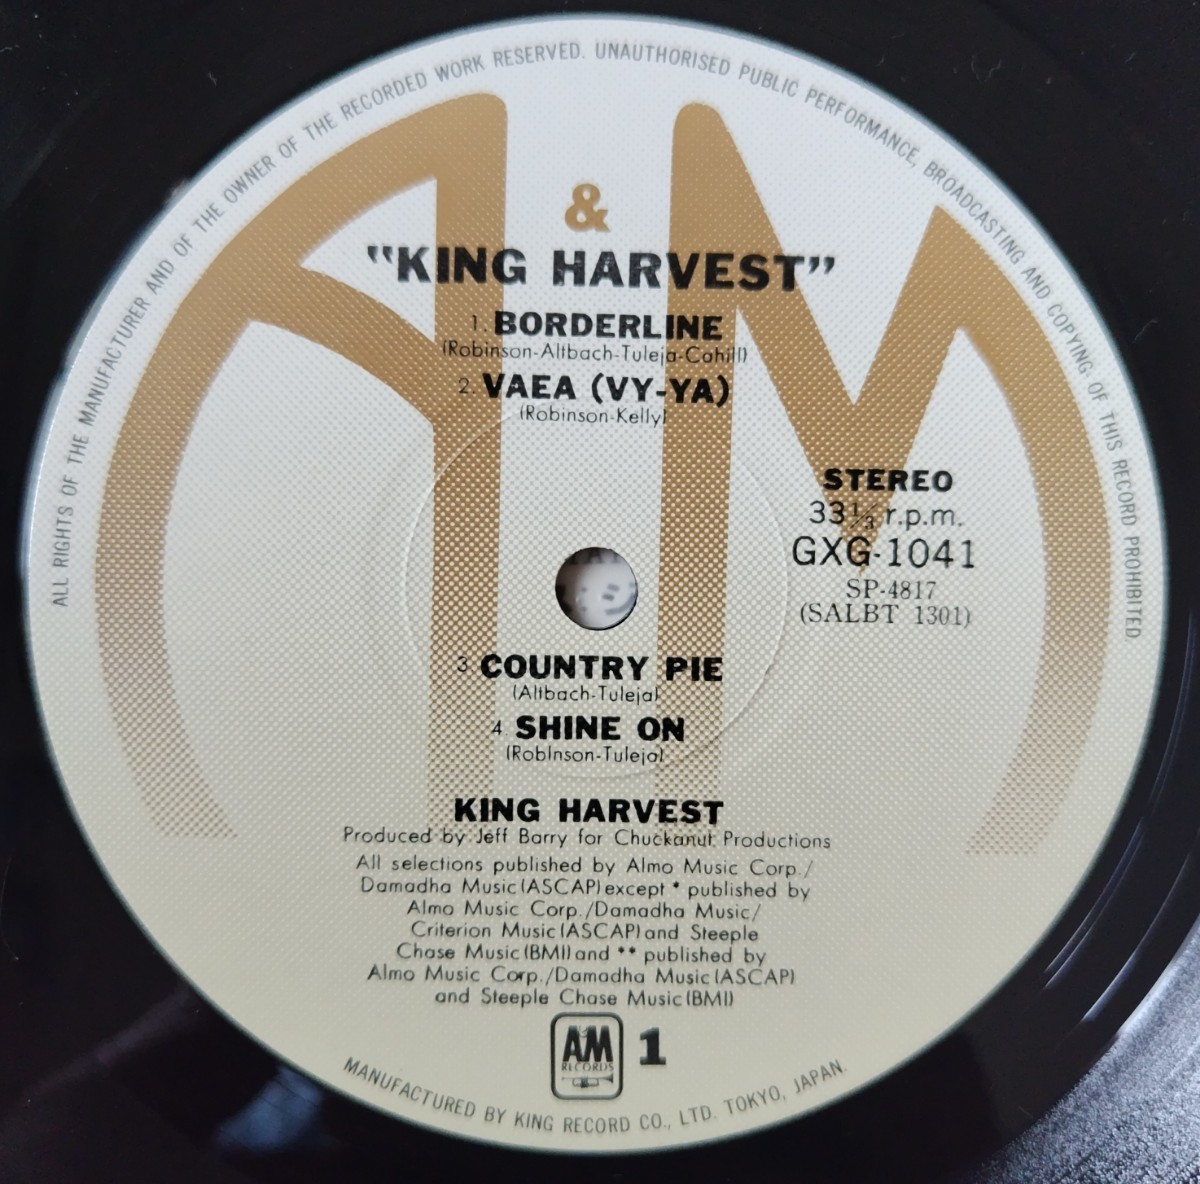 ALL RIGHTS OF THE MANUFACTURER AND OF THE OWNER OF THE RECORDED WORK RESERVED. UNAUTHORISED PUBLIC PERFORMANCE, BROADCASTING AND COPYING OF THIS RECORD PROHIBITED
A & M
"KING HARVEST"
1. BORDERLINE
(Robinson-Altbach-Tuleja-Cahill)
2. VAEA (VY-YA)
(Robinson-Kelly)
STEREO
33⅓ r.p.m.
GXG-1041
SP-4817
(SALBT 1301)
3 COUNTRY PIE
(Altbach-Tuleja)
4. SHINE ON
(RobInson-Tuleja)
KING HARVEST
Produced by Jeff Barry for Chuckanut Productions
All selections published by Almo Music Corp./
Damadha Music(ASCAP)except * published by
Almo Music Corp./Damadha Music/
Criterion Music(ASCAP)and Steeple
Chase Music(BMI)and ** published by
Almo Music Corp./Damadha Music(ASCAP)
and Steeple Chase Music(BMI)
A&M RECORDS 1
MANUFACTURED BY KING RECORD CO., LTD. TOKYO, JAPAN.